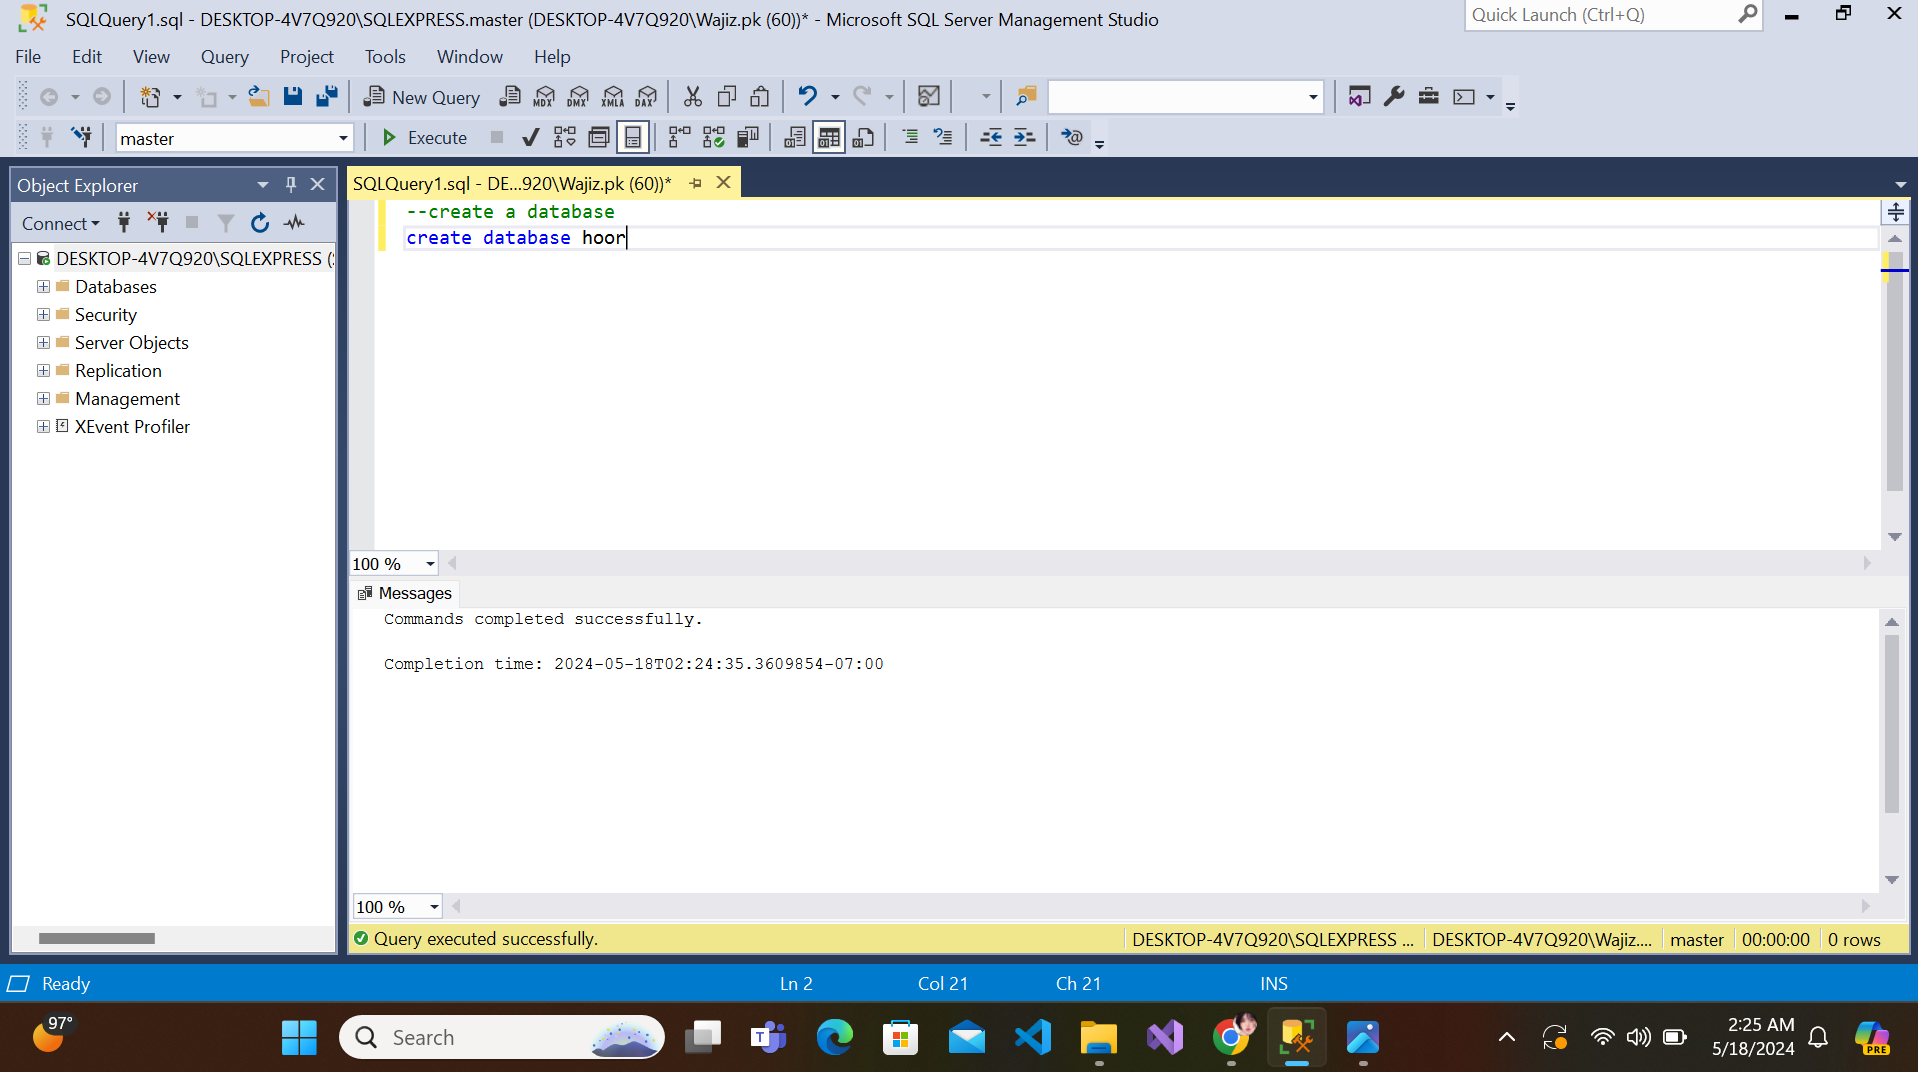 SQLQuery1.sql - DESKTOP-4V7Q920\SQLEXPRESS.master (DESKTOP-4V7Q920\Wajiz.pk (60))* - Microsoft SQL Server Management Studio
Quick Launch (Ctrl+Q)
File Edit View Query Project Tools Window Help
New Query MDX DMX XMLA DAX
master Execute
Object Explorer
SQLQuery1.sql - DE...920\Wajiz.pk (60))*
Connect
--create a database
create database hoor
DESKTOP-4V7Q920\SQLEXPRESS (
Databases
Security
Server Objects
Replication
Management
XEvent Profiler
100 %
Messages
Commands completed successfully.
Completion time: 2024-05-18T02:24:35.3609854-07:00
100 %
Query executed successfully. DESKTOP-4V7Q920\SQLEXPRESS ... DESKTOP-4V7Q920\Wajiz.... master 00:00:00 0 rows
Ready Ln 2 Col 21 Ch 21 INS
97°
Search
2:25 AM
5/18/2024
PRE